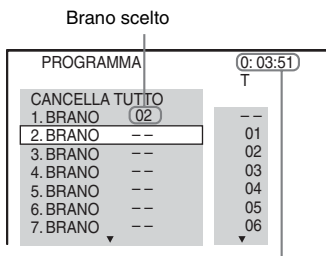 Brano scelto
PROGRAMMA 0: 03:51
T
CANCELLA TUTTO
1. BRANO 02 – –
2. BRANO – – 01
3. BRANO – – 02
4. BRANO – – 03
5. BRANO – – 04
6. BRANO – – 05
7. BRANO – – 06